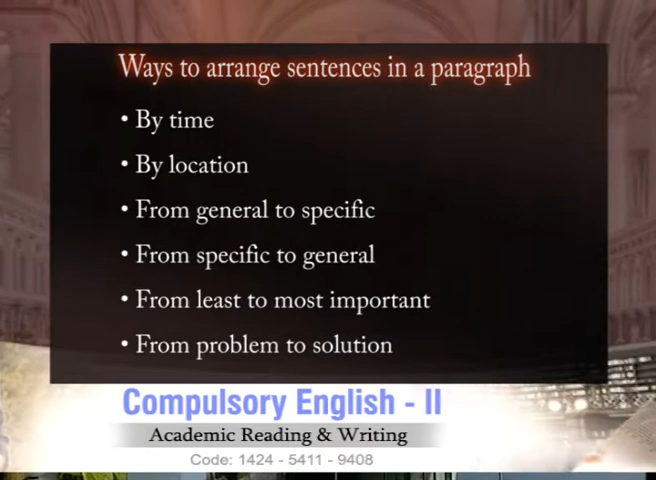 Ways to arrange sentences in a paragraph
• By time
• By location
• From general to specific
• From specific to general
• From least to most important
• From problem to solution
Compulsory English - II
Academic Reading & Writing
Code: 1424 - 5411 - 9408